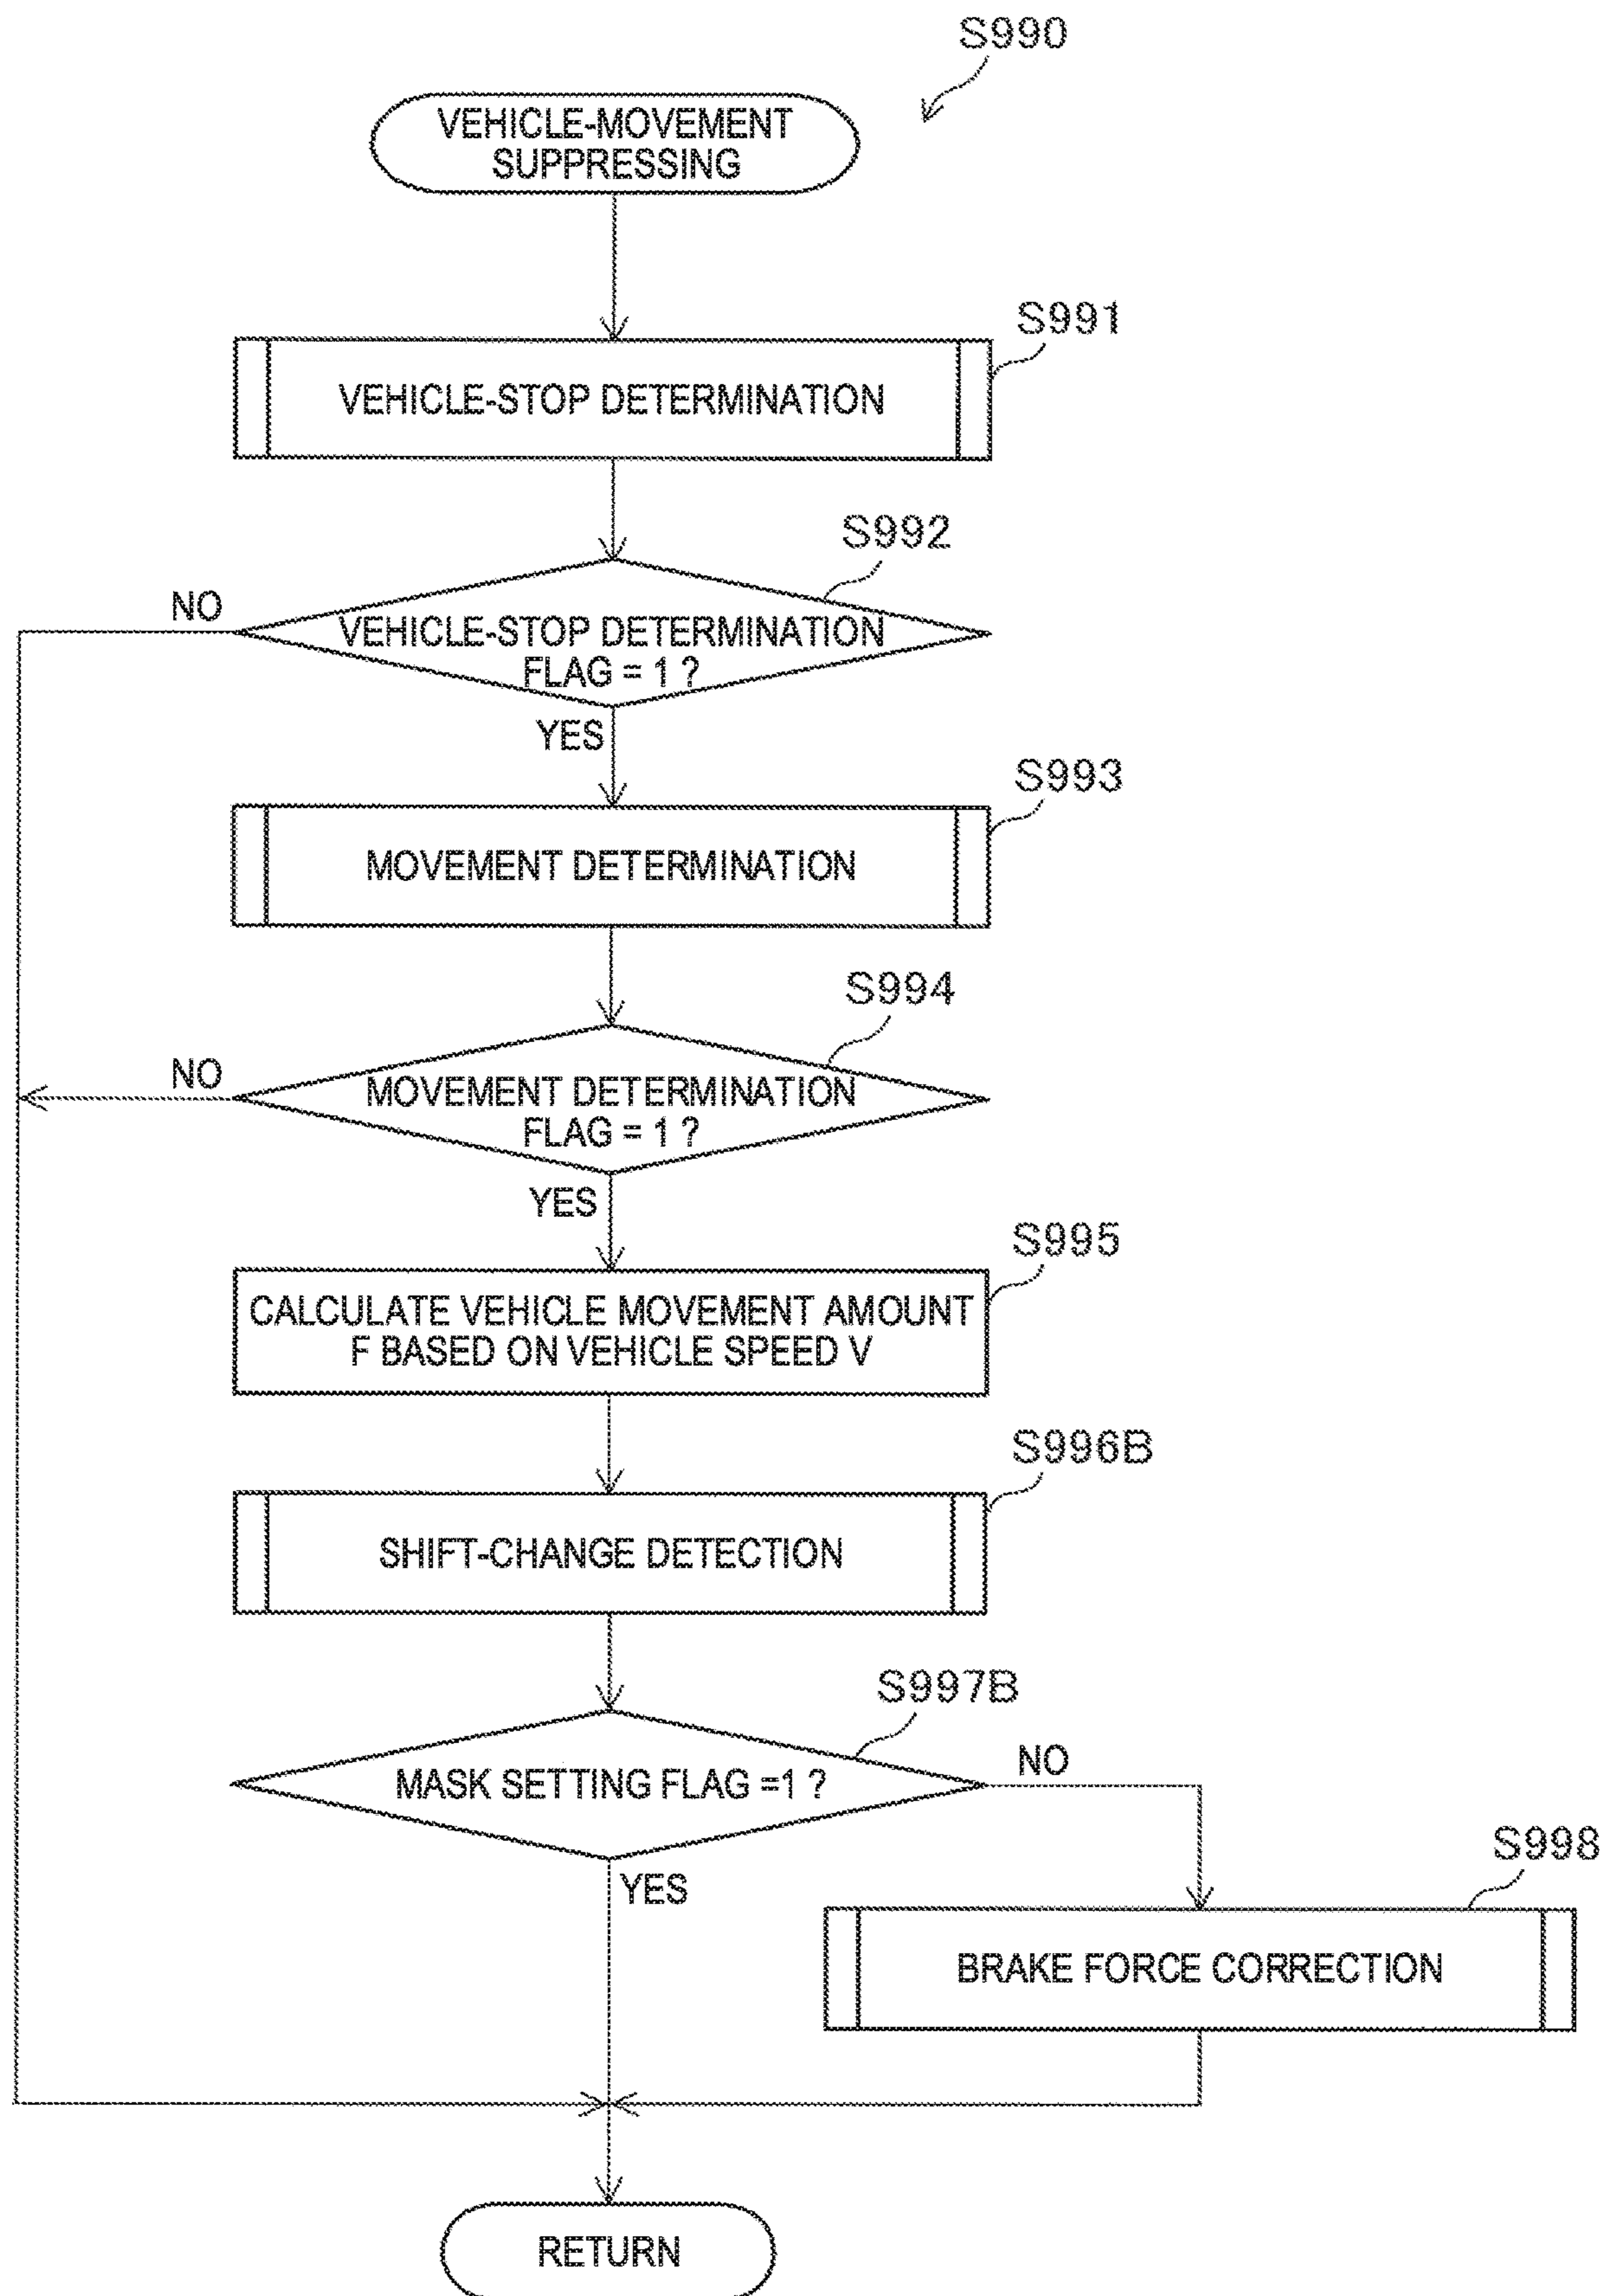 S990
VEHICLE-MOVEMENT
SUPPRESSING
S991
VEHICLE-STOP DETERMINATION
S992
NO
VEHICLE-STOP DETERMINATION
FLAG = 1 ?
YES
S993
MOVEMENT DETERMINATION
S994
NO
MOVEMENT DETERMINATION
FLAG = 1 ?
YES
S995
CALCULATE VEHICLE MOVEMENT AMOUNT
F BASED ON VEHICLE SPEED V
S996B
SHIFT-CHANGE DETECTION
S997B
NO
MASK SETTING FLAG =1 ?
S998
YES
BRAKE FORCE CORRECTION
RETURN